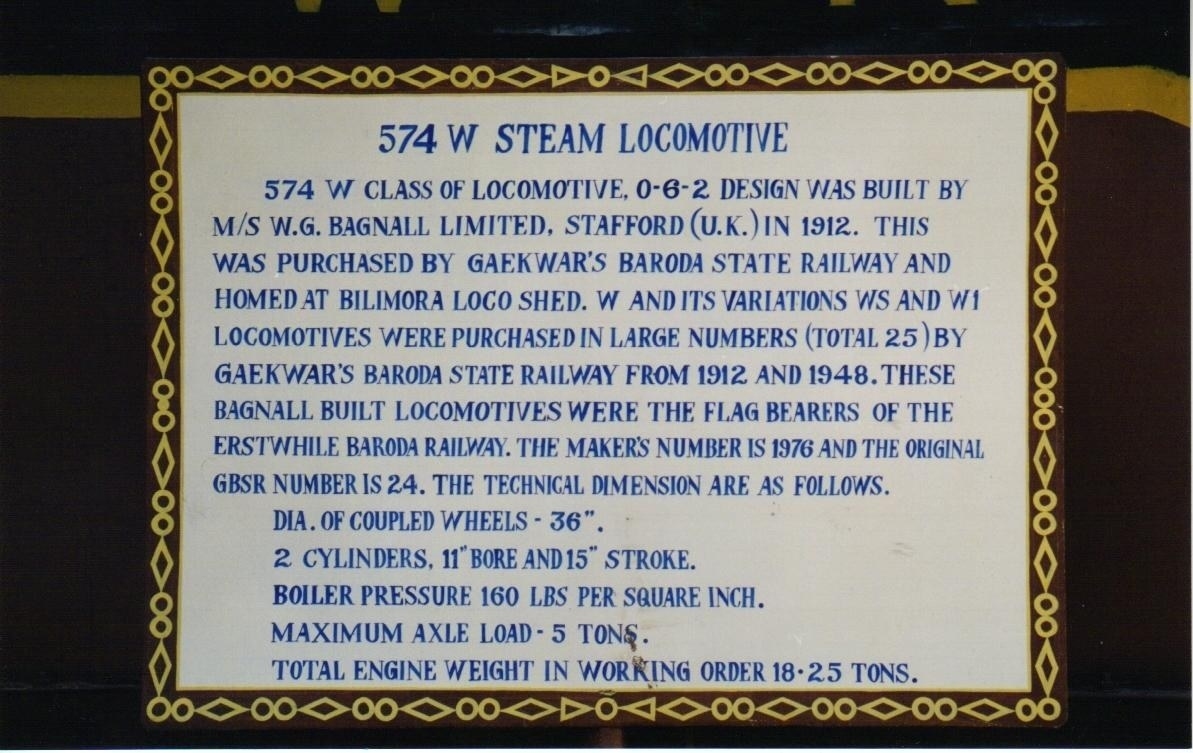 574 W STEAM LOCOMOTIVE
574 W CLASS OF LOCOMOTIVE, 0-6-2 DESIGN WAS BUILT BY
M/S W.G. BAGNALL LIMITED, STAFFORD (U.K.) IN 1912. THIS
WAS PURCHASED BY GAEKWAR'S BARODA STATE RAILWAY AND
HOMED AT BILIMORA LOCO SHED. W AND ITS VARIATIONS WS AND W1
LOCOMOTIVES WERE PURCHASED IN LARGE NUMBERS (TOTAL 25) BY
GAEKWAR'S BARODA STATE RAILWAY FROM 1912 AND 1948. THESE
BAGNALL BUILT LOCOMOTIVES WERE THE FLAG BEARERS OF THE
ERSTWHILE BARODA RAILWAY. THE MAKER'S NUMBER IS 1976 AND THE ORIGINAL
GBSR NUMBER IS 24. THE TECHNICAL DIMENSION ARE AS FOLLOWS.
DIA. OF COUPLED WHEELS - 36".
2 CYLINDERS, 11" BORE AND 15" STROKE.
BOILER PRESSURE 160 LBS PER SQUARE INCH.
MAXIMUM AXLE LOAD - 5 TONS.
TOTAL ENGINE WEIGHT IN WORKING ORDER 18·25 TONS.